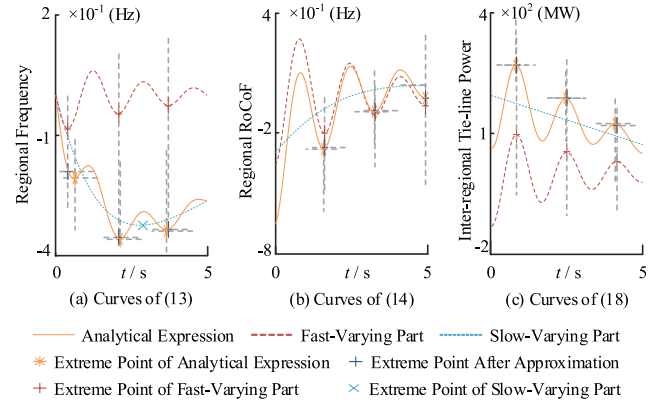 ×10⁻¹ (Hz)
×10⁻¹ (Hz)
×10² (MW)
Regional Frequency
2
-1
-4
0
5
t / s
Regional RoCoF
4
-2
-8
0
5
t / s
Inter-regional Tie-line Power
4
1
-2
0
5
t / s
(a) Curves of (13)
(b) Curves of (14)
(c) Curves of (18)
Analytical Expression
Fast-Varying Part
Slow-Varying Part
Extreme Point of Analytical Expression
Extreme Point After Approximation
Extreme Point of Fast-Varying Part
Extreme Point of Slow-Varying Part